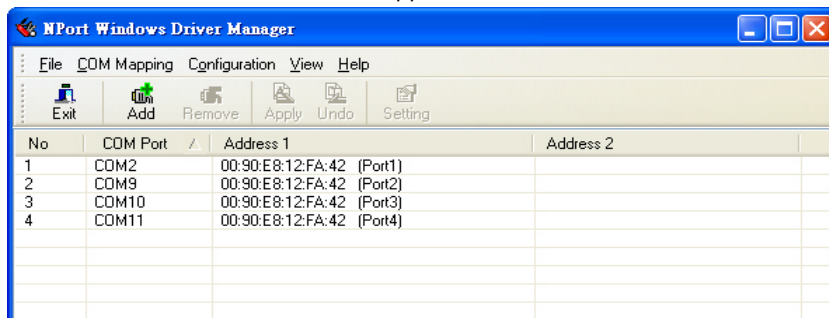 NPort Windows Driver Manager
File COM Mapping Configuration View Help
Exit Add Remove Apply Undo Setting
No COM Port Address 1 Address 2
1 COM2 00:90:E8:12:FA:42 (Port1)
2 COM9 00:90:E8:12:FA:42 (Port2)
3 COM10 00:90:E8:12:FA:42 (Port3)
4 COM11 00:90:E8:12:FA:42 (Port4)